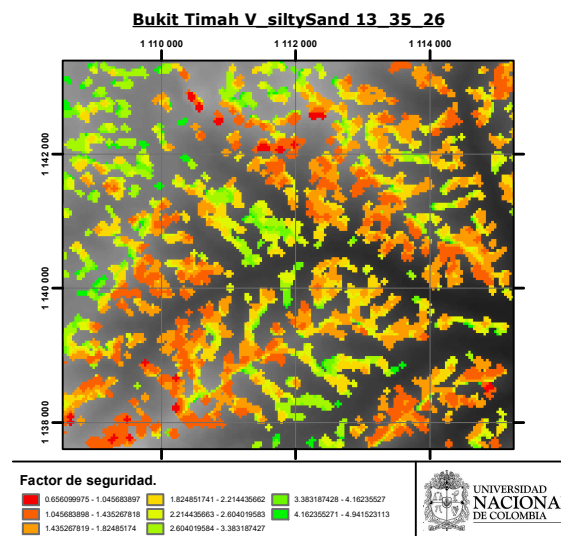 Bukit Timah V_siltySand 13_35_26
1 110 000 1 112 000 1 114 000
1 142 000
1 140 000
1 138 000
Factor de seguridad.
0.656099975 - 1.045683897 1.824851741 - 2.214435662 3.383187428 - 4.16235527
1.045683898 - 1.435267818 2.214435663 - 2.604019583 4.162355271 - 4.941523113
1.435267819 - 1.82485174 2.604019584 - 3.383187427
UNIVERSIDAD
NACIONAL
DE COLOMBIA